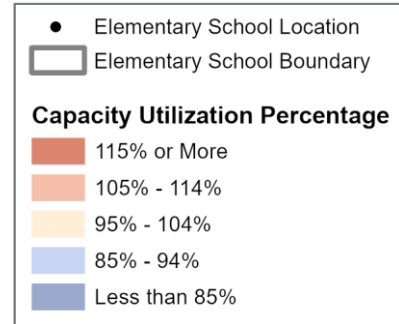 Elementary School Location
Elementary School Boundary
Capacity Utilization Percentage
115% or More
105% - 114%
95% - 104%
85% - 94%
Less than 85%